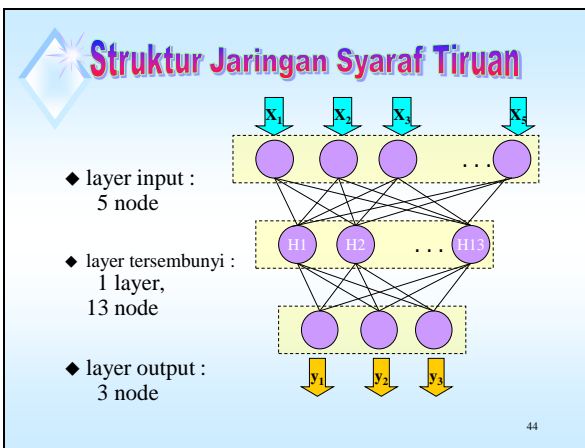 Struktur Jaringan Syaraf Tiruan
X₁ X₂ X₃ X₅
. . .
◆ layer input :
5 node
H1 H2 . . . H13
◆ layer tersembunyi :
1 layer,
13 node
◆ layer output :
3 node
y₁ y₂ y₃
44